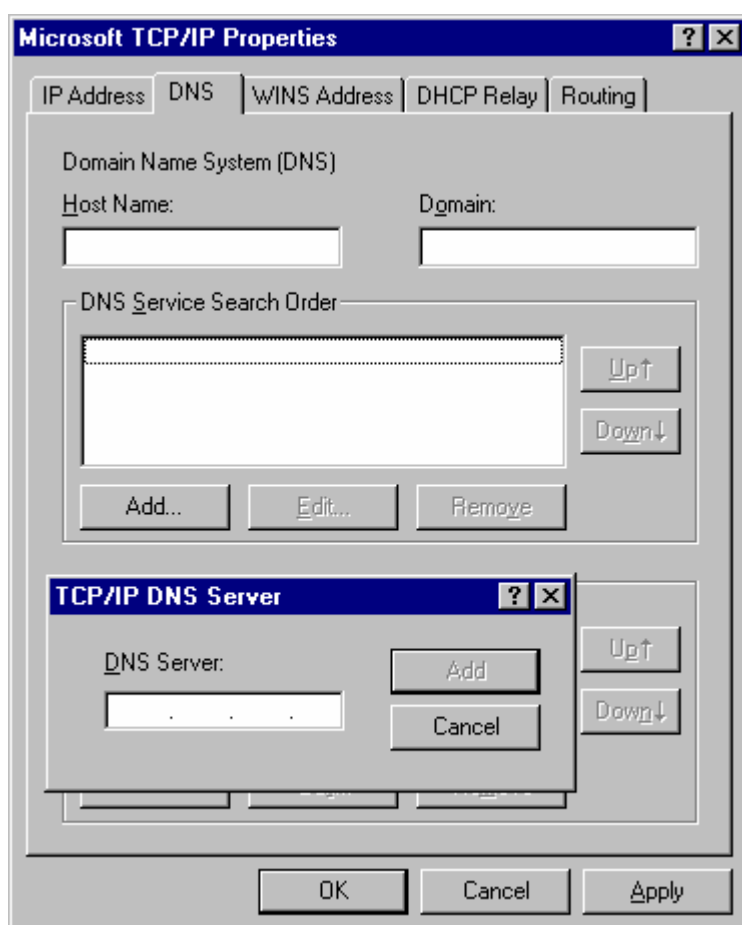 Microsoft TCP/IP Properties
IP Address DNS WINS Address DHCP Relay Routing
Domain Name System (DNS)
Host Name: Domain:
DNS Service Search Order
Up↑
Down↓
Add... Edit... Remove
TCP/IP DNS Server
DNS Server:
Add
Cancel
. . .
Up↑
Down↓
OK Cancel Apply